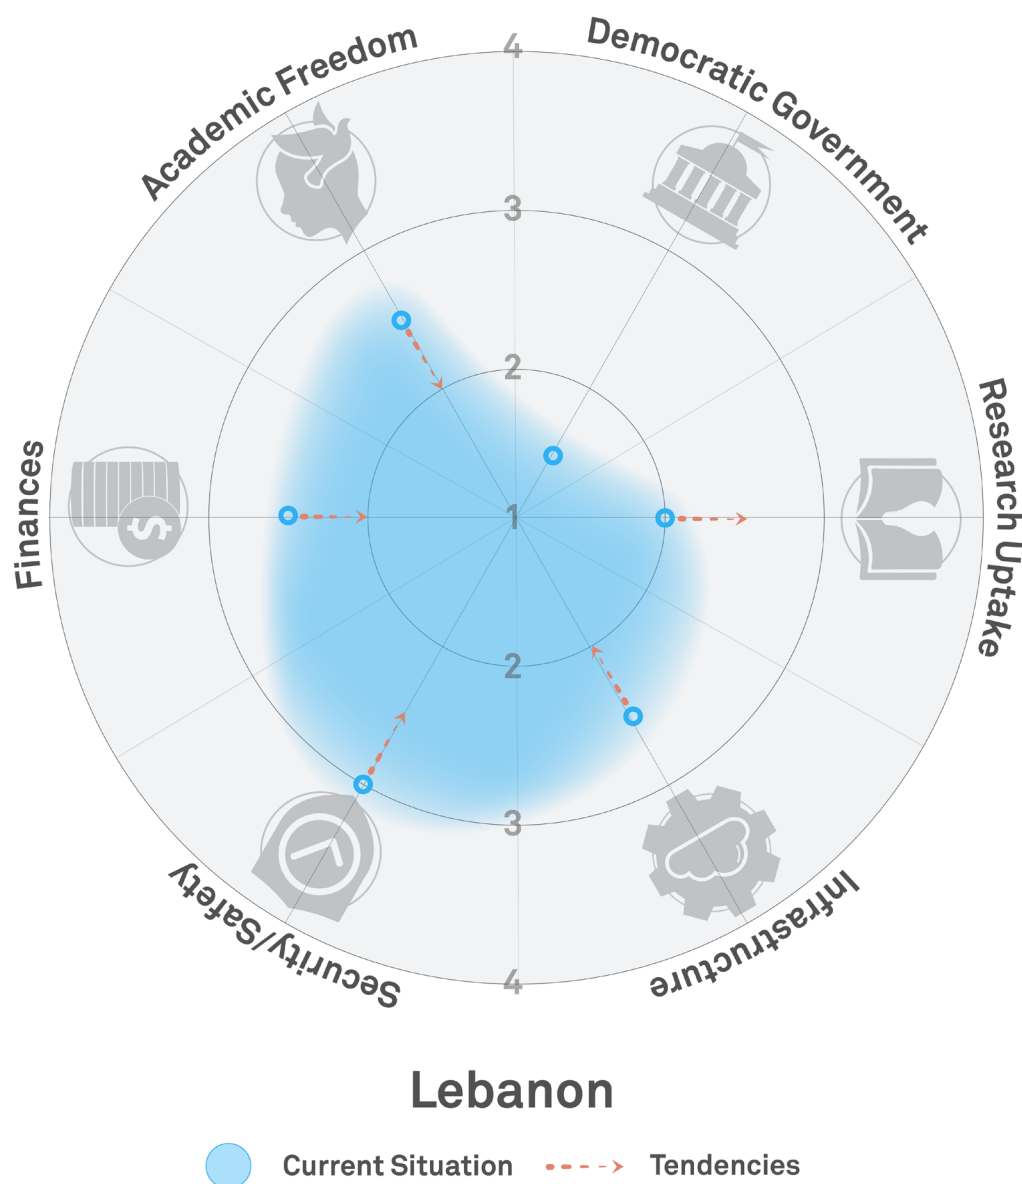 Academic Freedom
Democratic Government
4
3
2
Finances
1
Research Uptake
2
3
Security/Safety
Infrastructure
4
$
Lebanon
Current Situation
Tendencies